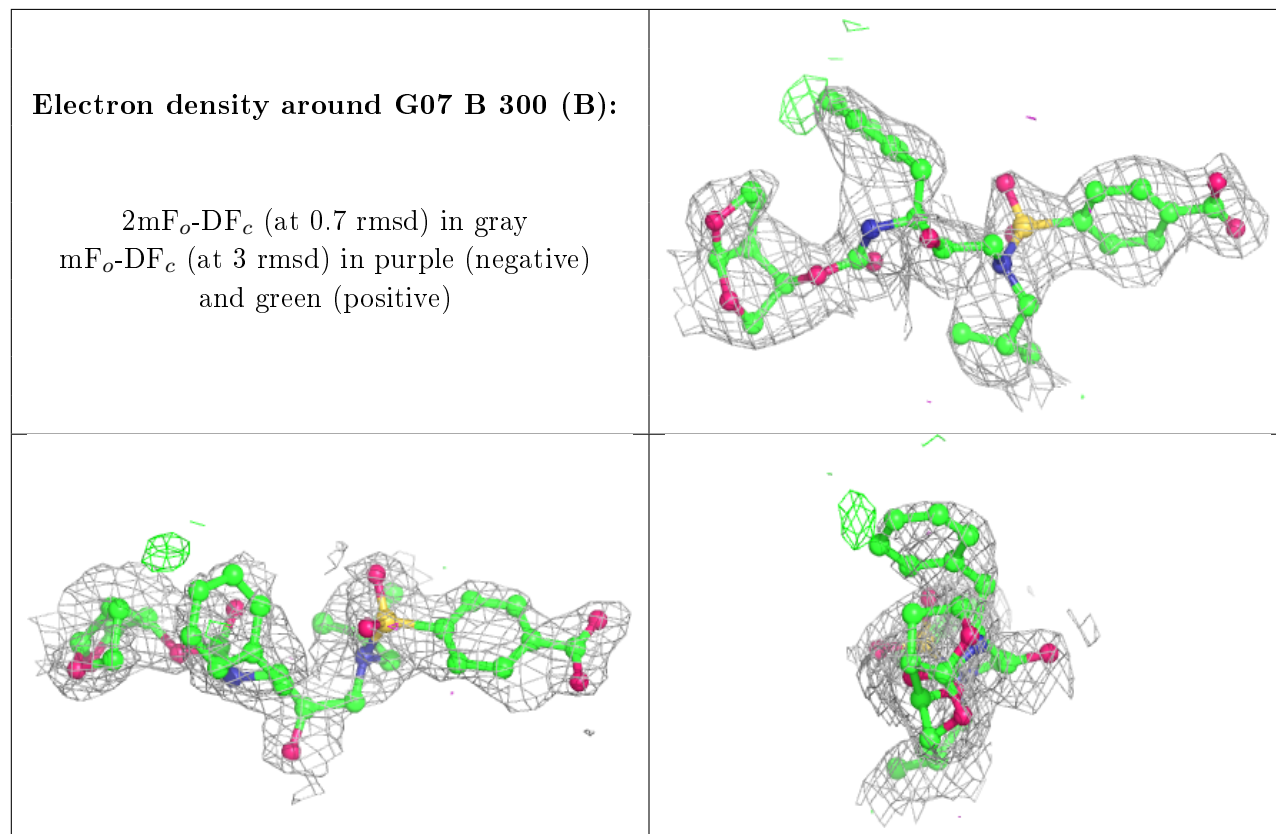 Electron density around G07 B 300 (B):
2mFₒ-DF𝒸 (at 0.7 rmsd) in gray
mFₒ-DF𝒸 (at 3 rmsd) in purple (negative)
and green (positive)